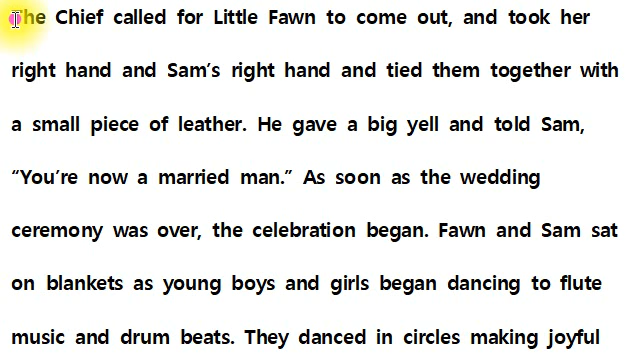 The Chief called for Little Fawn to come out, and took her
right hand and Sam's right hand and tied them together with
a small piece of leather. He gave a big yell and told Sam,
“You're now a married man.” As soon as the wedding
ceremony was over, the celebration began. Fawn and Sam sat
on blankets as young boys and girls began dancing to flute
music and drum beats. They danced in circles making joyful